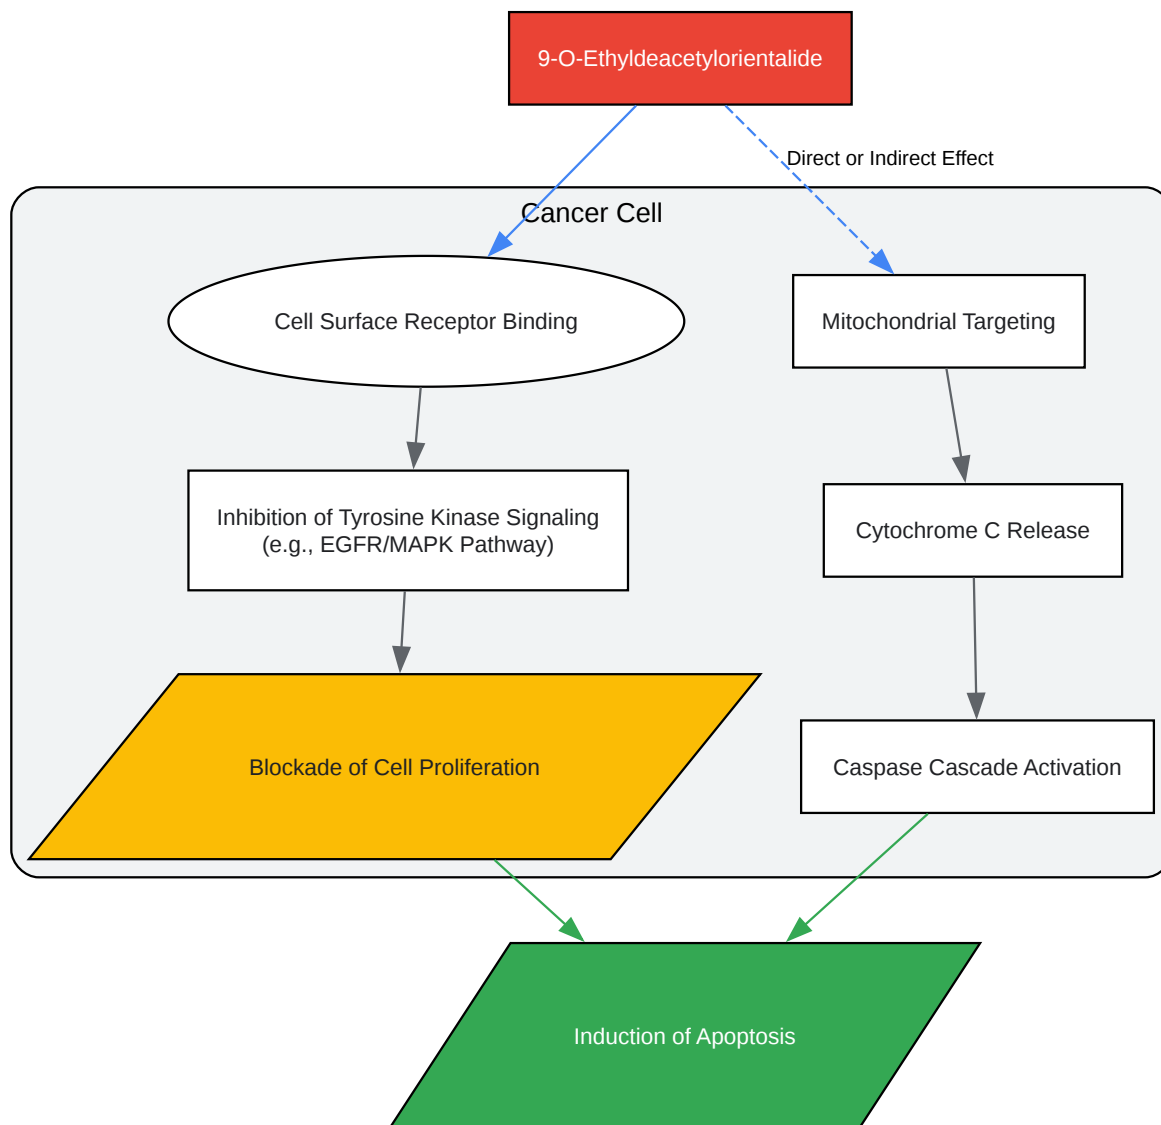 9-O-Ethyldeacetylorientalide
Direct or Indirect Effect
Cancer Cell
Cell Surface Receptor Binding
Mitochondrial Targeting
Inhibition of Tyrosine Kinase Signaling
(e.g., EGFR/MAPK Pathway)
Cytochrome C Release
Blockade of Cell Proliferation
Caspase Cascade Activation
Induction of Apoptosis